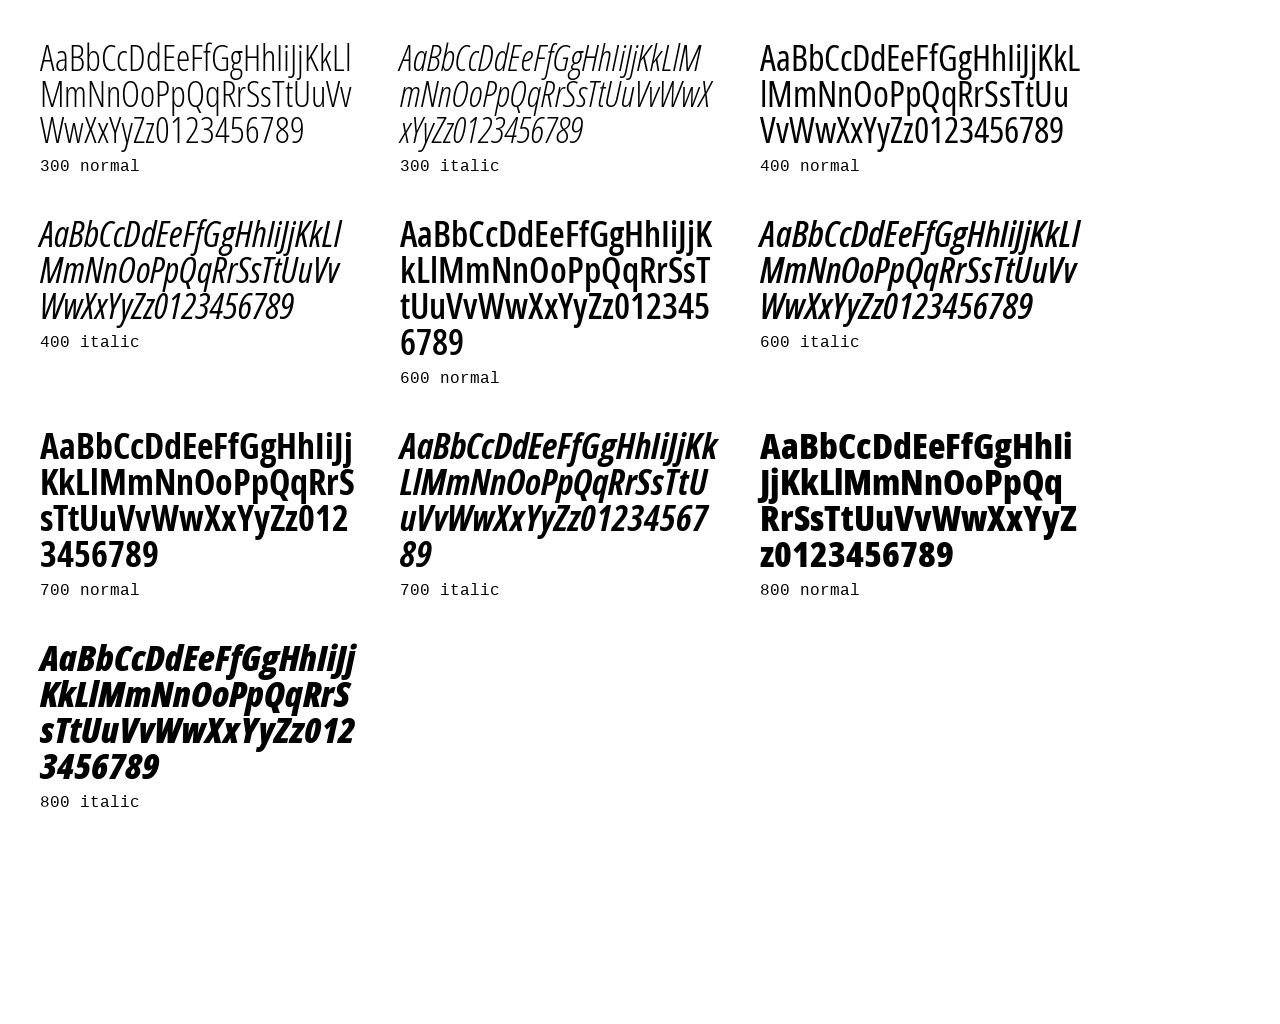 AaBbCcDdEeFfGgHhIiJjKkLl
MmNnOoPpQqRrSsTtUuVv
WwXxYyZz0123456789
300 normal
AaBbCcDdEeFfGgHhIiJjKkLlM
mNnOoPpQqRrSsTtUuVvWwX
xYyZz0123456789
300 italic
AaBbCcDdEeFfGgHhIiJjKkL
lMmNnOoPpQqRrSsTtUu
VvWwXxYyZz0123456789
400 normal
AaBbCcDdEeFfGgHhIiJjKkLl
MmNnOoPpQqRrSsTtUuVv
WwXxYyZz0123456789
400 italic
AaBbCcDdEeFfGgHhIiJjK
kLlMmNnOoPpQqRrSsT
tUuVvWwXxYyZz012345
6789
600 normal
AaBbCcDdEeFfGgHhIiJjKkLl
MmNnOoPpQqRrSsTtUuVv
WwXxYyZz0123456789
600 italic
AaBbCcDdEeFfGgHhIiJj
KkLlMmNnOoPpQqRrS
sTtUuVvWwXxYyZz012
3456789
700 normal
AaBbCcDdEeFfGgHhIiJjKk
LlMmNnOoPpQqRrSsTtU
uVvWwXxYyZz01234567
89
700 italic
AaBbCcDdEeFfGgHhIi
JjKkLlMmNnOoPpQq
RrSsTtUuVvWwXxYyZ
z0123456789
800 normal
AaBbCcDdEeFfGgHhIiJj
KkLlMmNnOoPpQqRrS
sTtUuVvWwXxYyZz012
3456789
800 italic